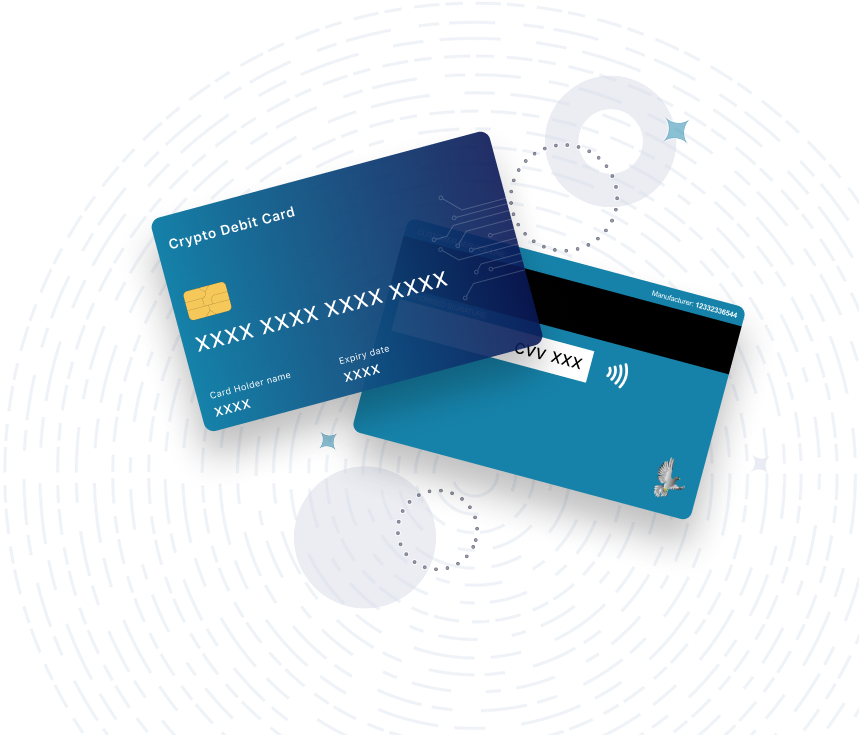 Crypto Debit Card
XXXX XXXX XXXX XXXX
Card Holder name
XXXX
Expiry date
XXXX
Manufacturer: 12332336544
CVV XXX